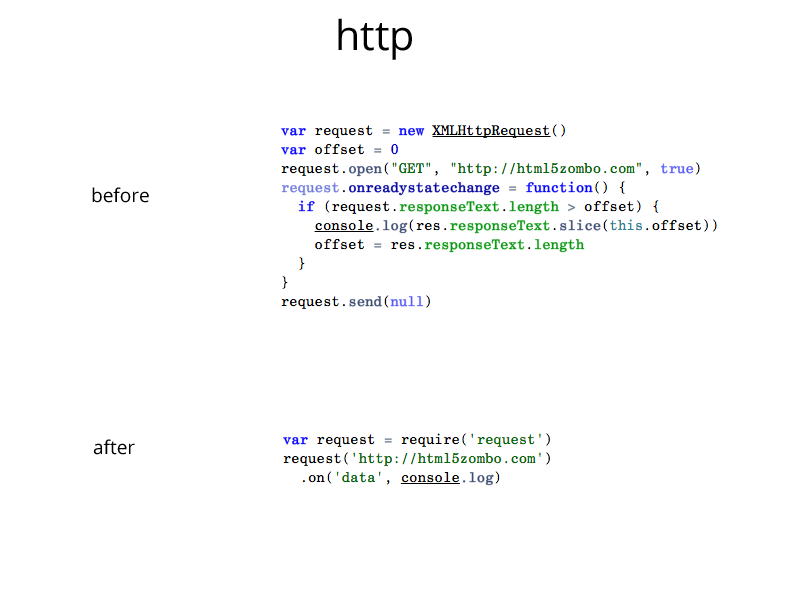 http
before
var request = new XMLHttpRequest()
var offset = 0
request.open("GET", "http://html5zombo.com", true)
request.onreadystatechange = function() {
  if (request.responseText.length > offset) {
    console.log(res.responseText.slice(this.offset))
    offset = res.responseText.length
  }
}
request.send(null)
after
var request = require('request')
request('http://html5zombo.com')
  .on('data', console.log)